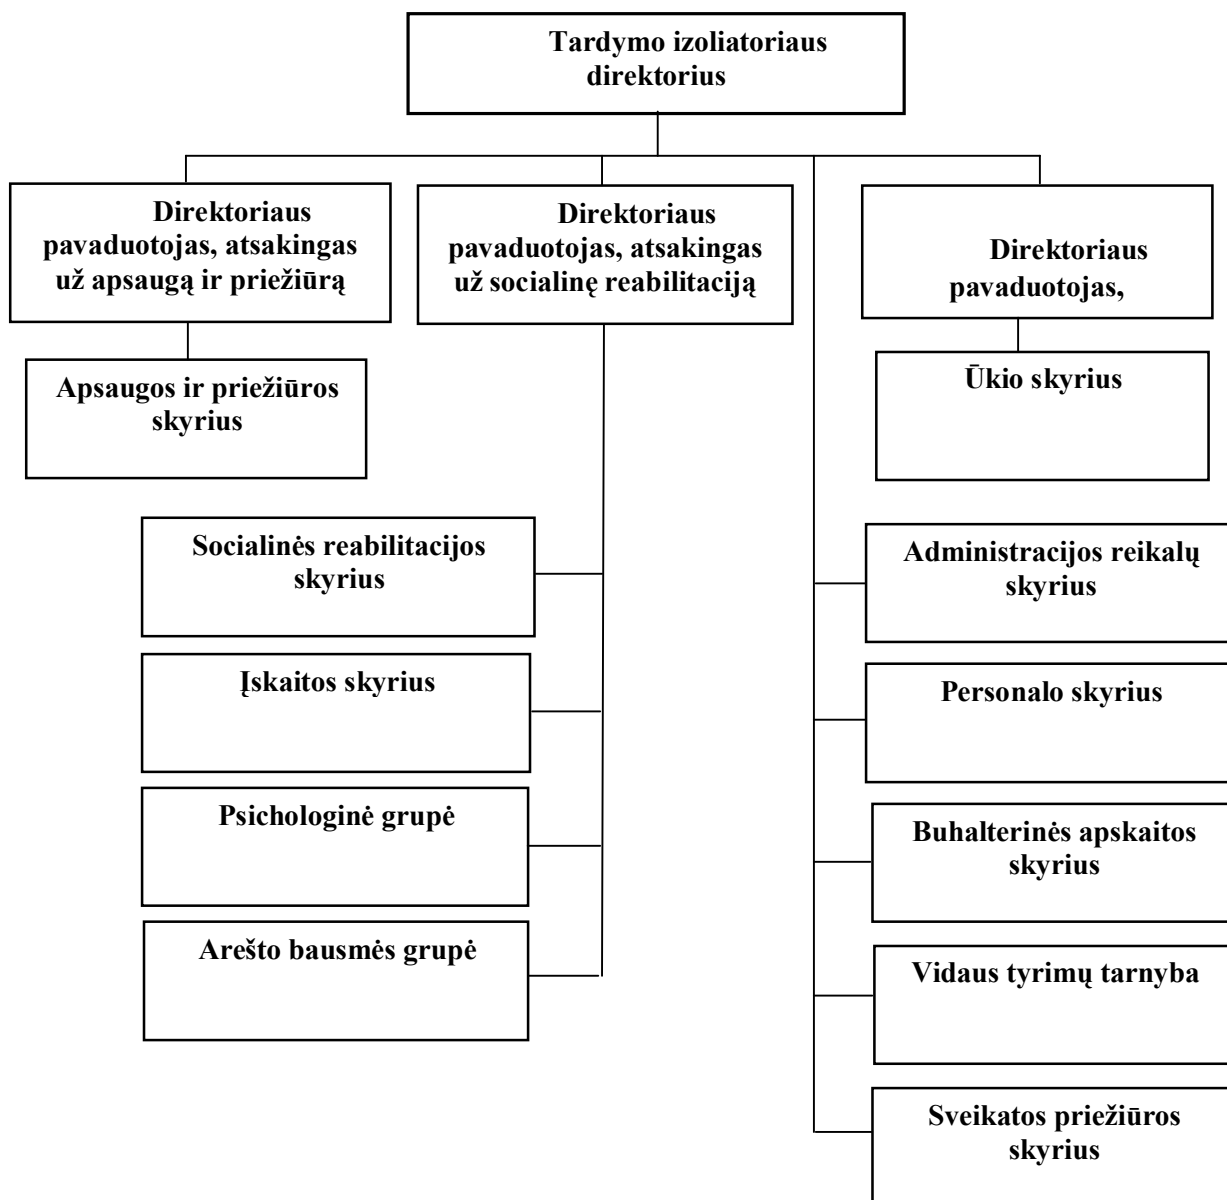 Tardymo izoliatoriaus
direktorius
Direktoriaus
pavaduotojas, atsakingas
už apsaugą ir priežiūrą
Direktoriaus
pavaduotojas, atsakingas
už socialinę reabilitaciją
Direktoriaus
pavaduotojas,
Apsaugos ir priežiūros
skyrius
Ūkio skyrius
Socialinės reabilitacijos
skyrius
Įskaitos skyrius
Psichologinė grupė
Arešto bausmės grupė
Administracijos reikalų
skyrius
Personalo skyrius
Buhalterinės apskaitos
skyrius
Vidaus tyrimų tarnyba
Sveikatos priežiūros
skyrius